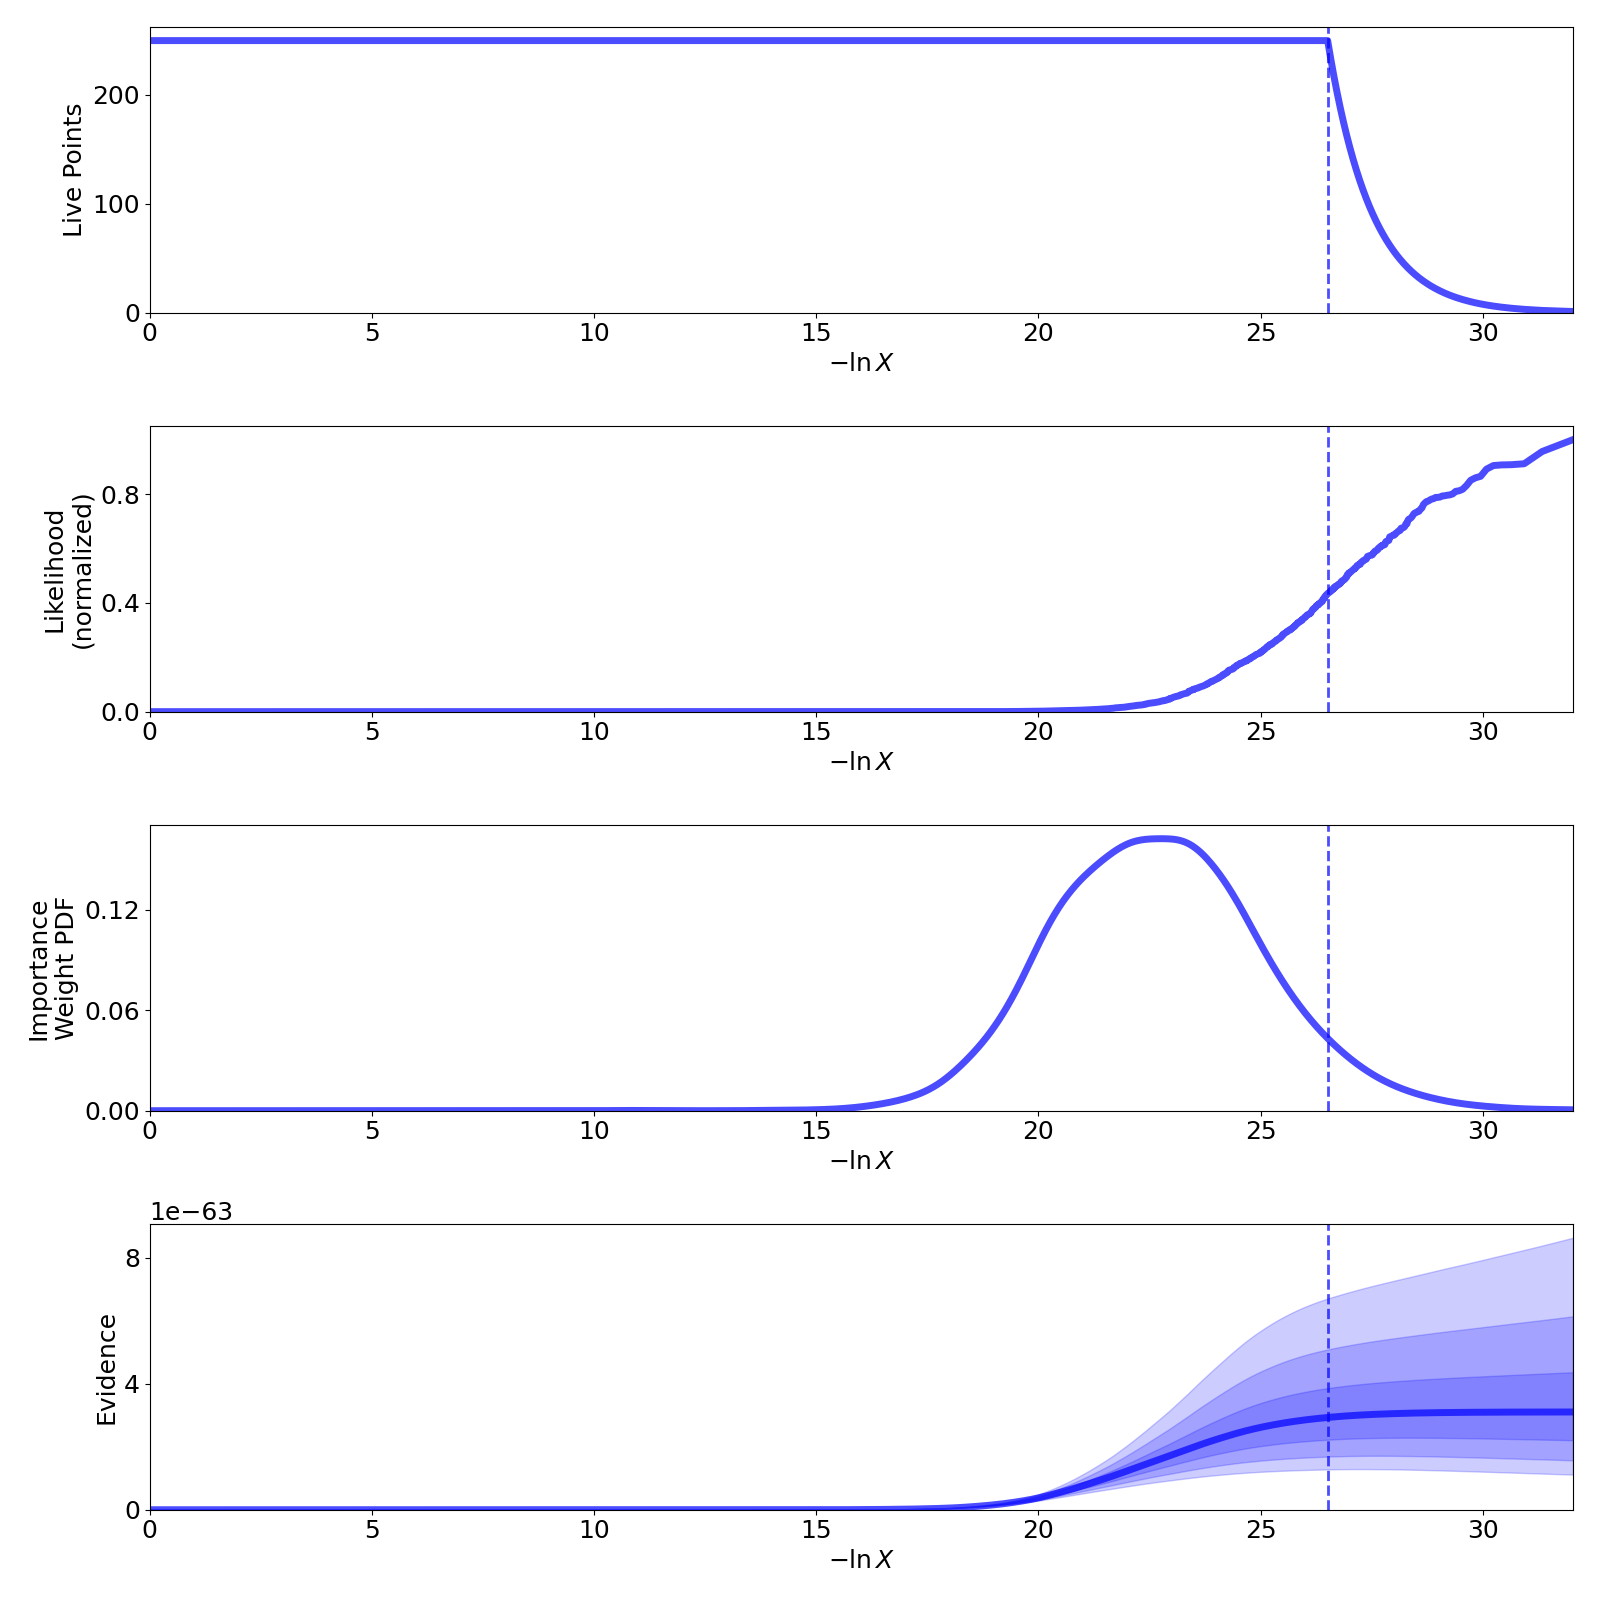 200
100
0
Live Points
0 5 10 15 20 25 30
−ln X
0.8
0.4
0.0
Likelihood
(normalized)
0 5 10 15 20 25 30
−ln X
0.12
0.06
0.00
Importance
Weight PDF
0 5 10 15 20 25 30
−ln X
1e−63
8
4
0
Evidence
0 5 10 15 20 25 30
−ln X